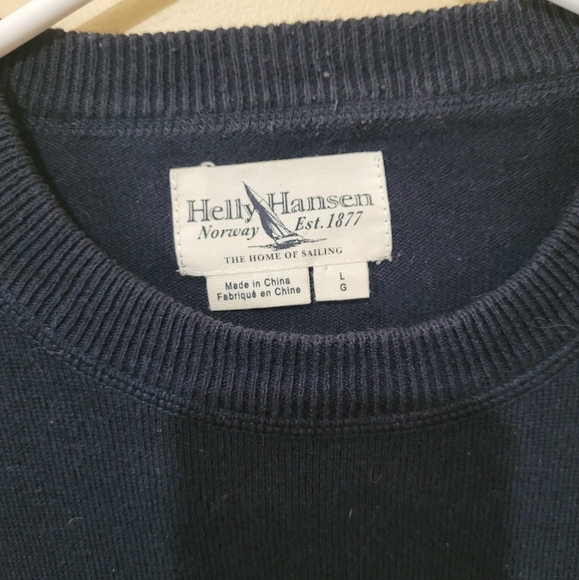 Helly Hansen
Norway Est. 1877
THE HOME OF SAILING
Made in China
Fabriqué en Chine
L
G